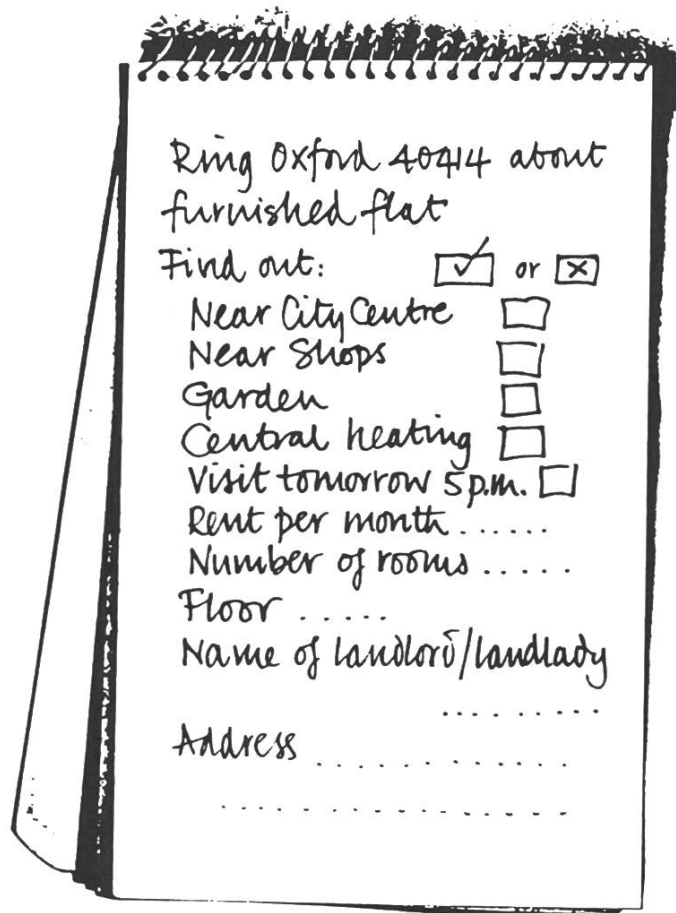 Ring Oxford 40414 about
furnished flat
Find out: ☑ or ☒
Near City Centre ☐
Near Shops ☐
Garden ☐
Central heating ☐
Visit tomorrow 5 p.m. ☐
Rent per month ......
Number of rooms .....
Floor .....
Name of landlord/landlady
.........
Address .............
..................